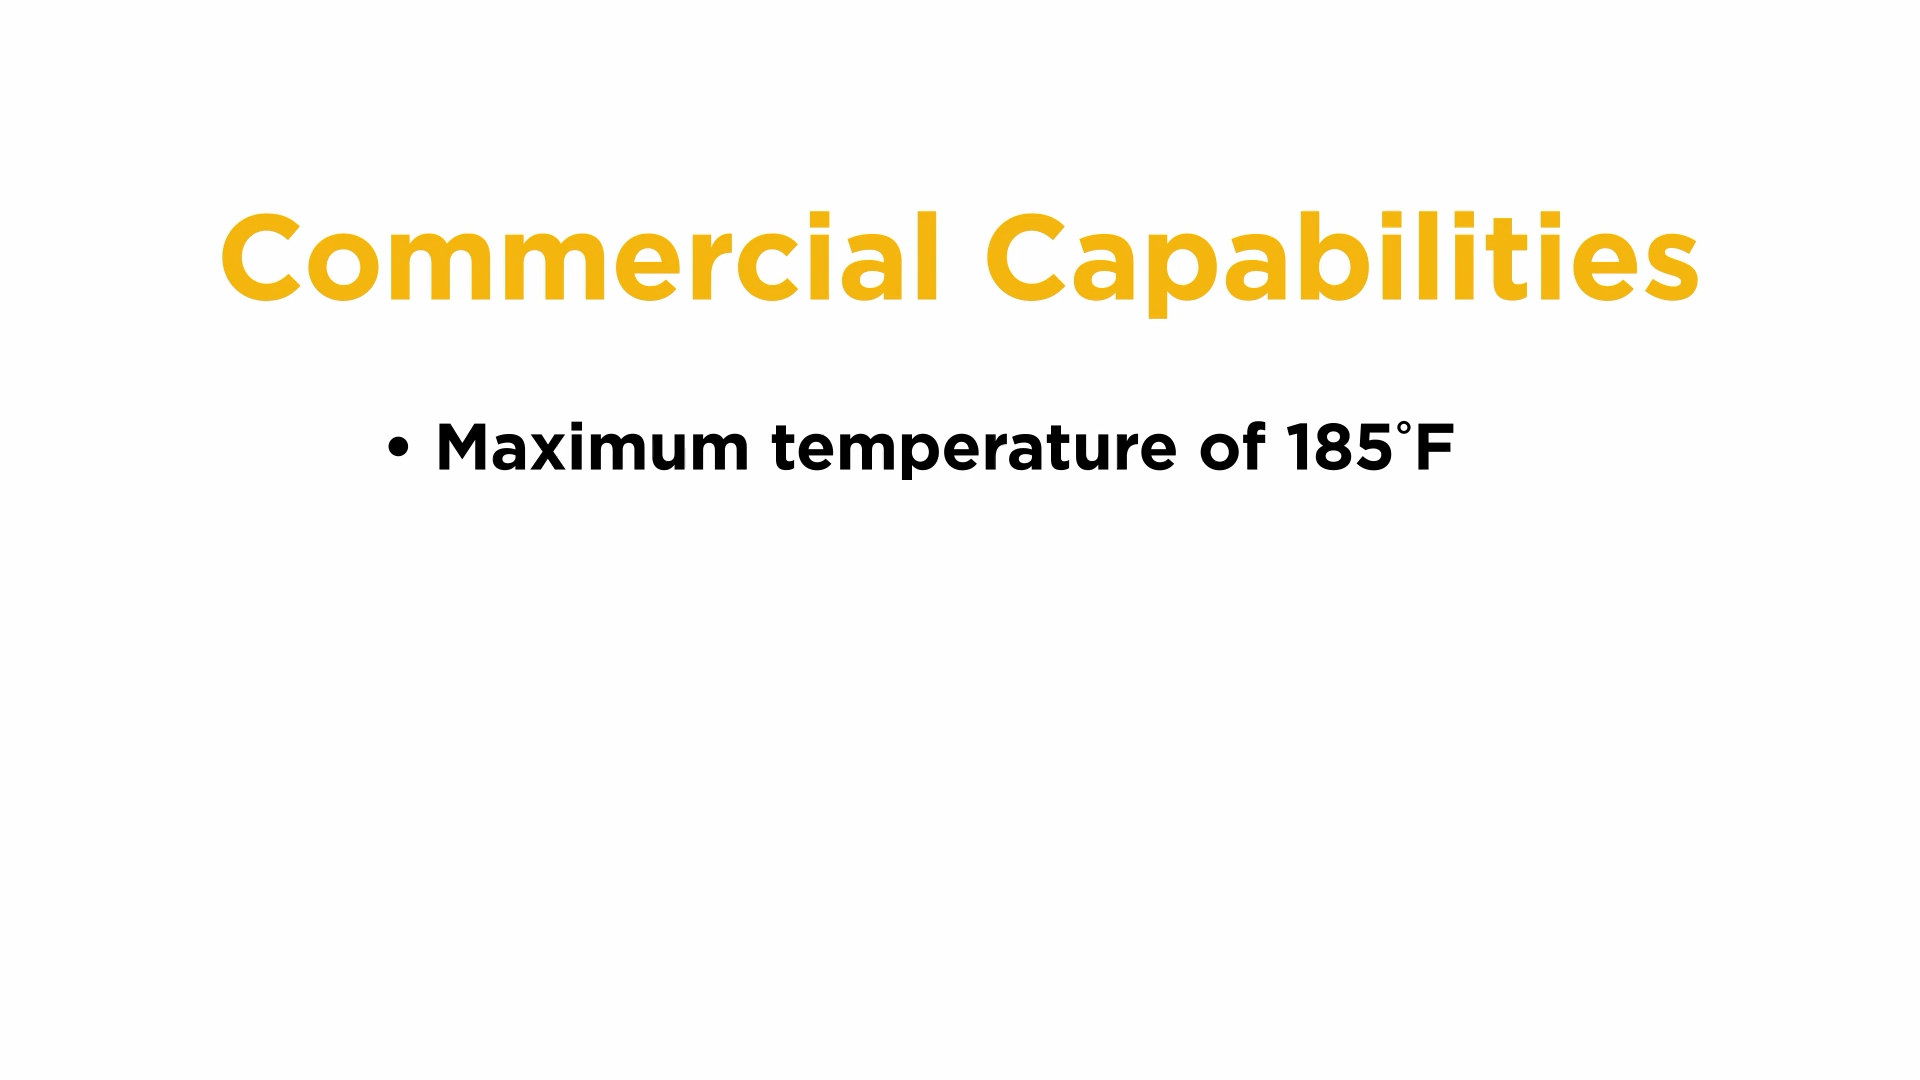 Commercial Capabilities
• Maximum temperature of 185˚F